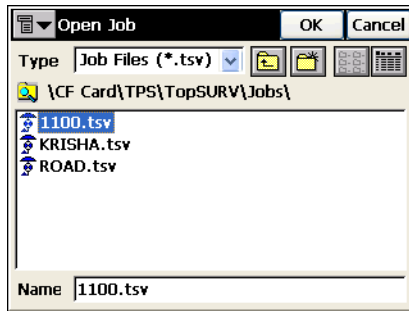 Open Job OK Cancel
Type Job Files (*.tsv)
\CF Card\TPS\TopSURV\Jobs\
1100.tsv
KRISHA.tsv
ROAD.tsv
Name 1100.tsv